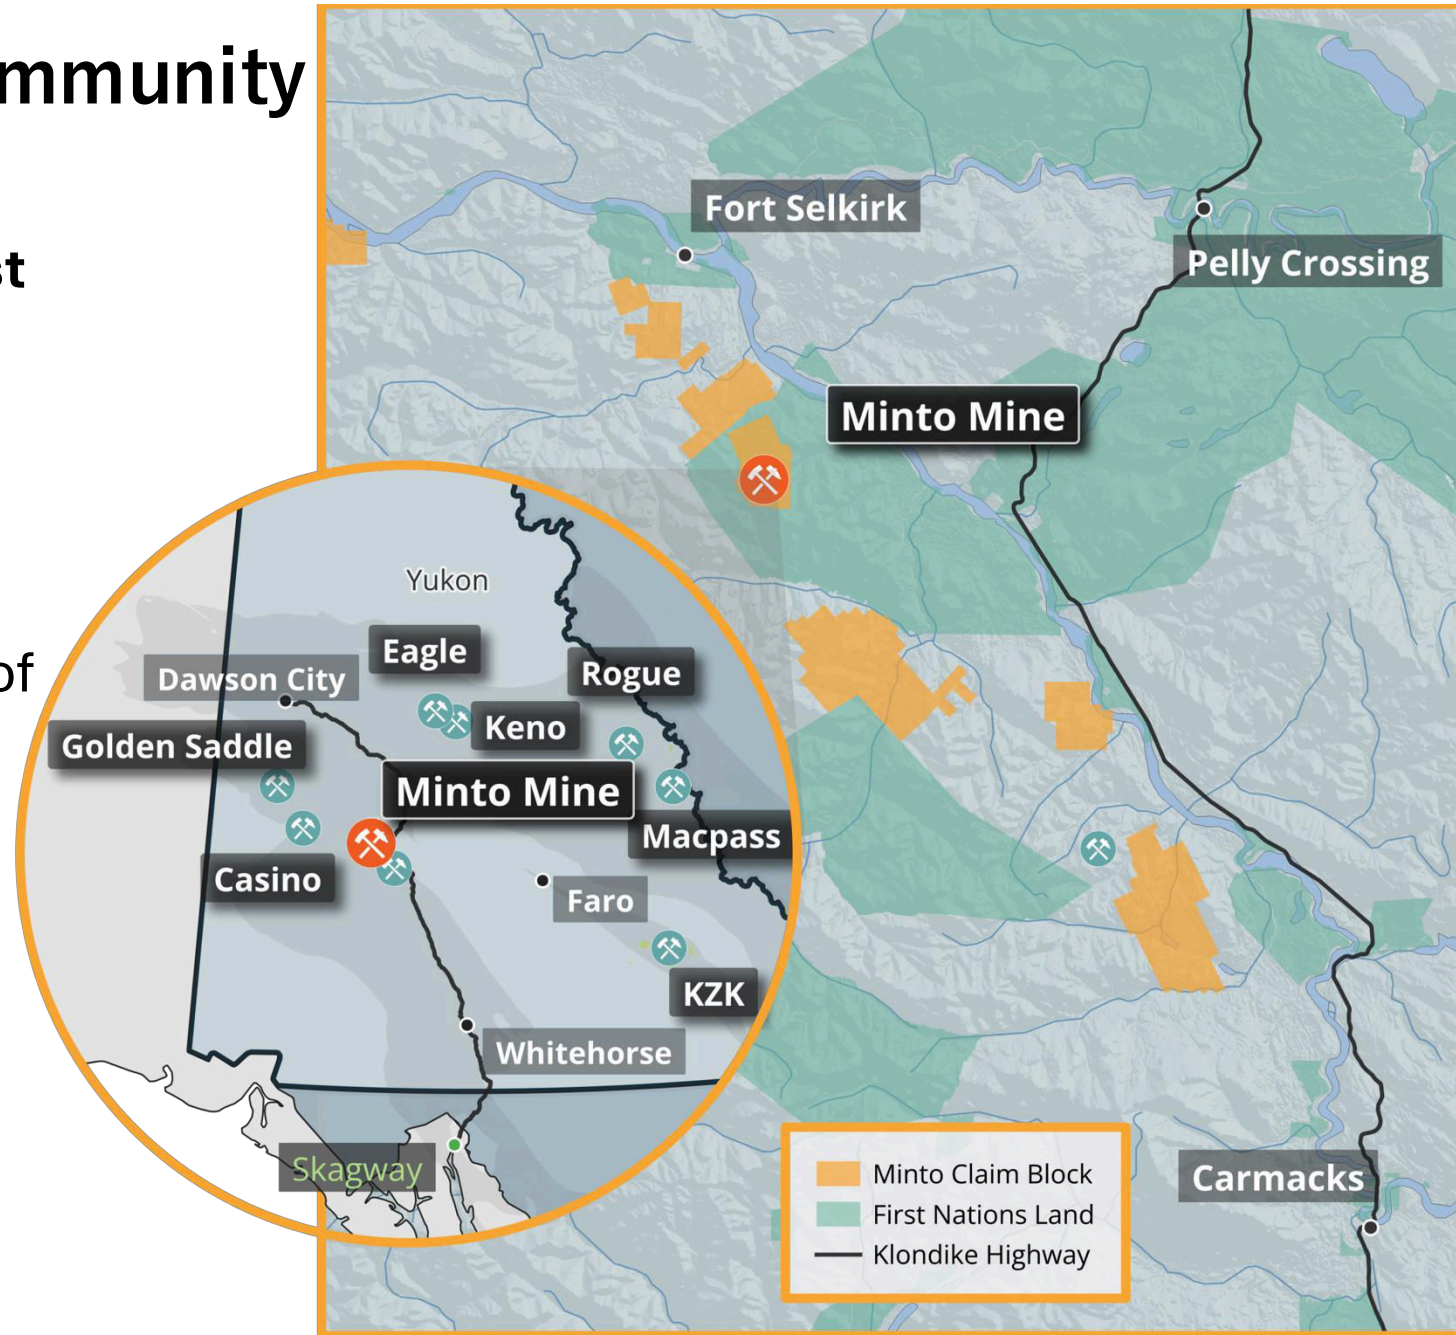 mmunity
st
of
Fort Selkirk
Pelly Crossing
Minto Mine
Yukon
Eagle
Rogue
Dawson City
Keno
Golden Saddle
Minto Mine
Macpass
Casino
Faro
KZK
Whitehorse
Skagway
Carmacks
Minto Claim Block
First Nations Land
Klondike Highway